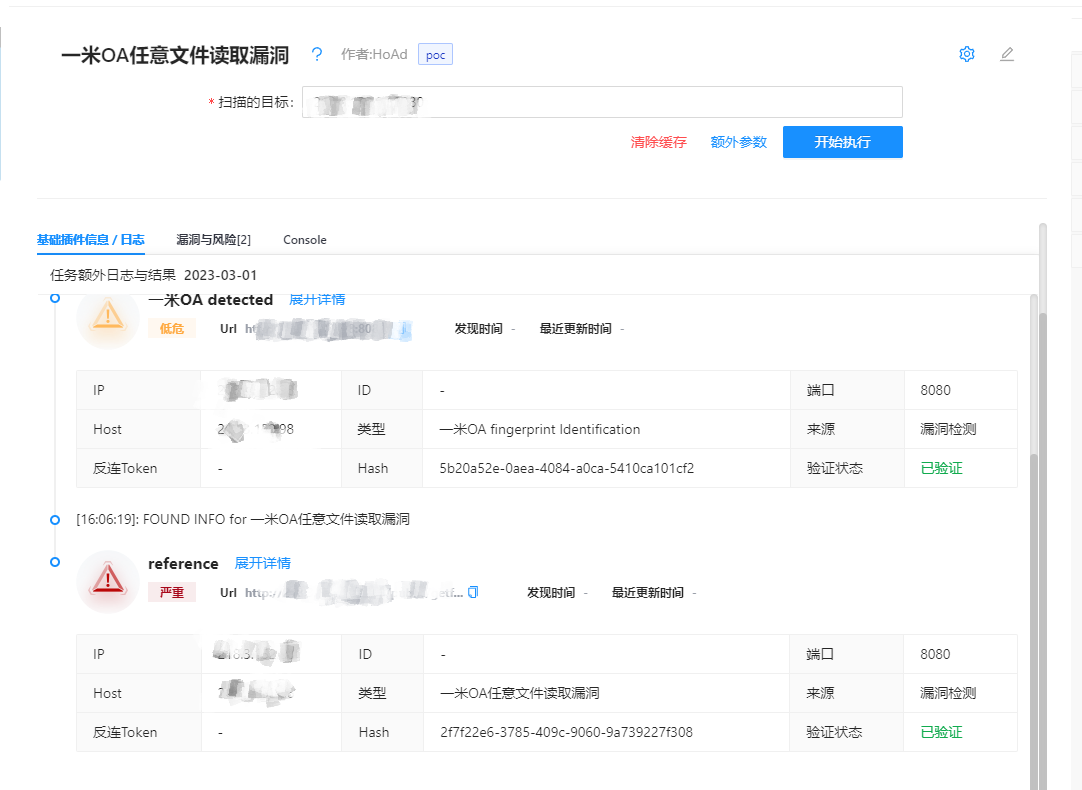 一米OA任意文件读取漏洞 ? 作者:HoAd poc
* 扫描的目标:
清除缓存 额外参数 开始执行
基础插件信息 / 日志 漏洞与风险[2] Console
任务额外日志与结果 2023-03-01
一米OA detected 展开详情
低危 Url 发现时间 - 最近更新时间 -
IP ID - 端口 8080
Host 类型 一米OA fingerprint Identification 来源 漏洞检测
反连Token - Hash 5b20a52e-0aea-4084-a0ca-5410ca101cf2 验证状态 已验证
[16:06:19]: FOUND INFO for 一米OA任意文件读取漏洞
reference 展开详情
严重 Url 发现时间 - 最近更新时间 -
IP ID - 端口 8080
Host 类型 一米OA任意文件读取漏洞 来源 漏洞检测
反连Token - Hash 2f7f22e6-3785-409c-9060-9a739227f308 验证状态 已验证